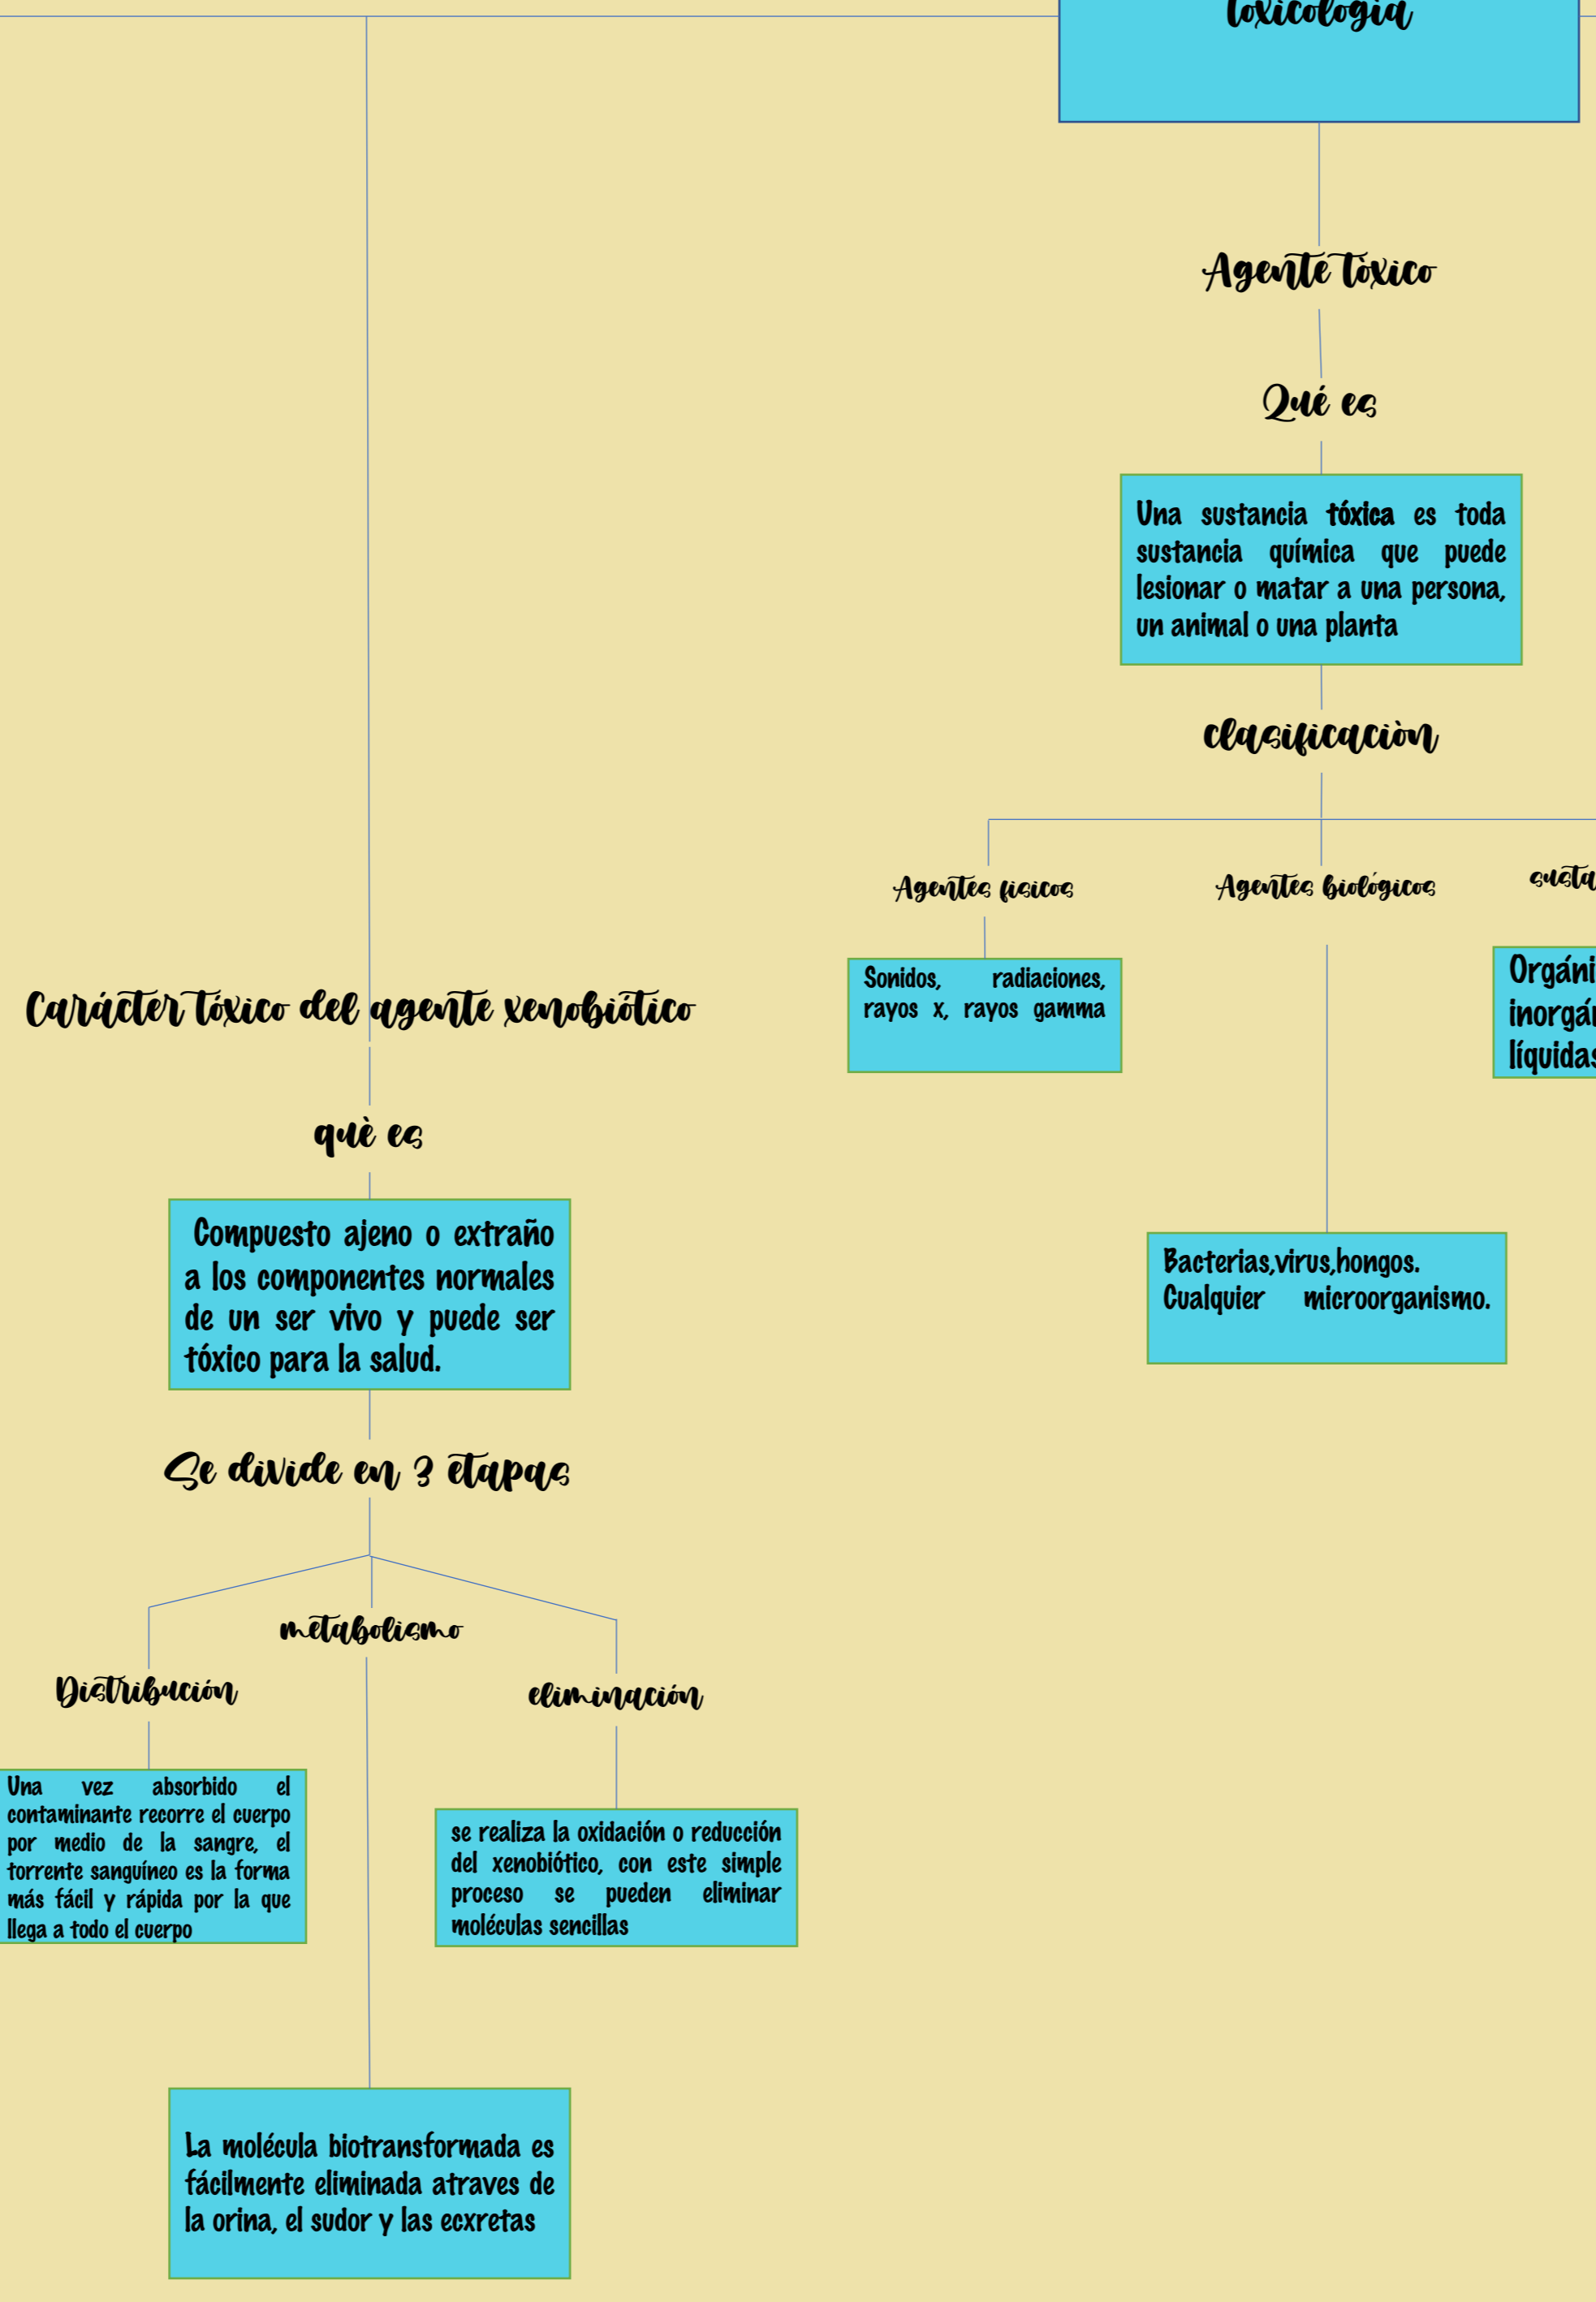 toxicologia
Agente tòxico
Qué es
Una sustancia tóxica es toda
sustancia química que puede
lesionar o matar a una persona,
un animal o una planta
clasificaciòn
Agentes fisicos
Agentes biológicos
Sonidos, radiaciones,
rayos x, rayos gamma
líquidas
Bacterias,virus,hongos.
Cualquier microorganismo.
Carácter tóxico del agente xenobiótico
què es
Compuesto ajeno o extraño
a los componentes normales
de un ser vivo y puede ser
tóxico para la salud.
Se divide en 3 etapas
metabolismo
Distribución
eliminación
Una vez absorbido el
contaminante recorre el cuerpo
por medio de la sangre, el
torrente sanguíneo es la forma
más fácil y rápida por la que
llega a todo el cuerpo
se realiza la oxidación o reducción
del xenobiótico, con este simple
proceso se pueden eliminar
moléculas sencillas
La molécula biotransformada es
fácilmente eliminada atraves de
la orina, el sudor y las ecxretas